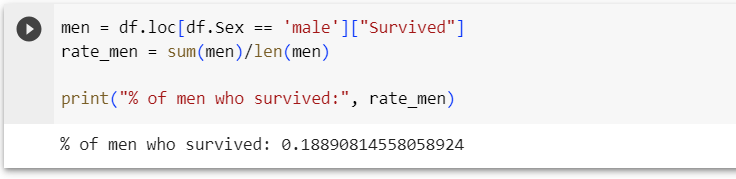 men = df.loc[df.Sex == 'male']["Survived"]
rate_men = sum(men)/len(men)
print("% of men who survived:", rate_men)
% of men who survived: 0.18890814558058924